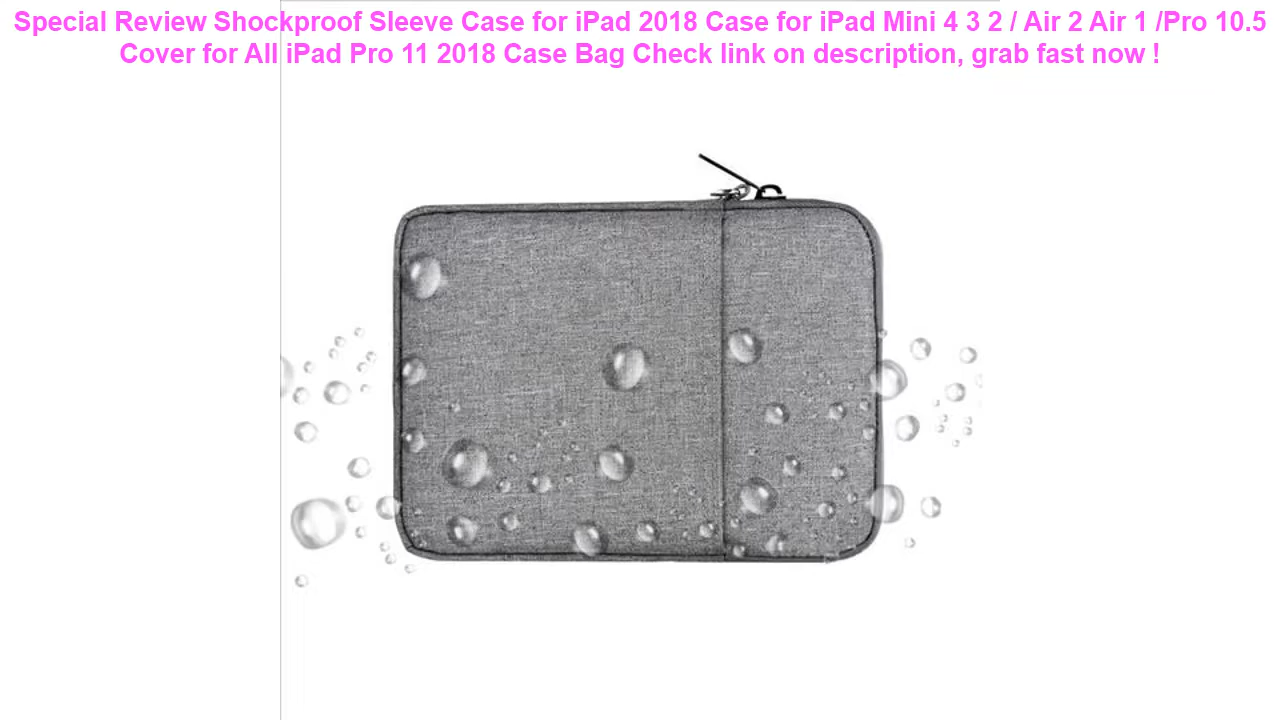 Special Review Shockproof Sleeve Case for iPad 2018 Case for iPad Mini 4 3 2 / Air 2 Air 1 /Pro 10.5
Cover for All iPad Pro 11 2018 Case Bag Check link on description, grab fast now !